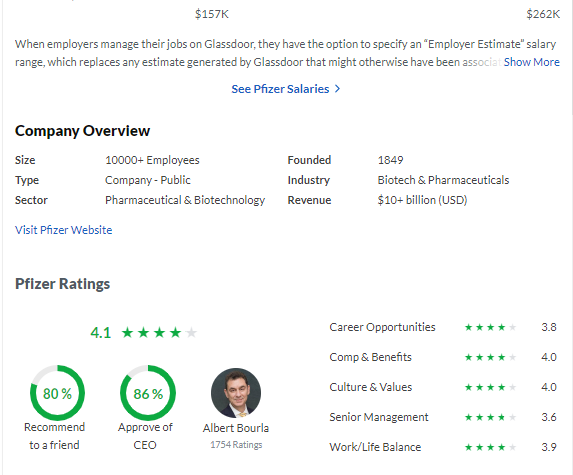 $157K $262K
When employers manage their jobs on Glassdoor, they have the option to specify an “Employer Estimate” salary
range, which replaces any estimate generated by Glassdoor that might otherwise have been associat Show More
See Pfizer Salaries >
Company Overview
Size 10000+ Employees Founded 1849
Type Company - Public Industry Biotech & Pharmaceuticals
Sector Pharmaceutical & Biotechnology Revenue $10+ billion (USD)
Visit Pfizer Website
Pfizer Ratings
4.1
80 %
Recommend
to a friend
86 %
Approve of
CEO
Albert Bourla
1754 Ratings
Career Opportunities 3.8
Comp & Benefits 4.0
Culture & Values 4.0
Senior Management 3.6
Work/Life Balance 3.9